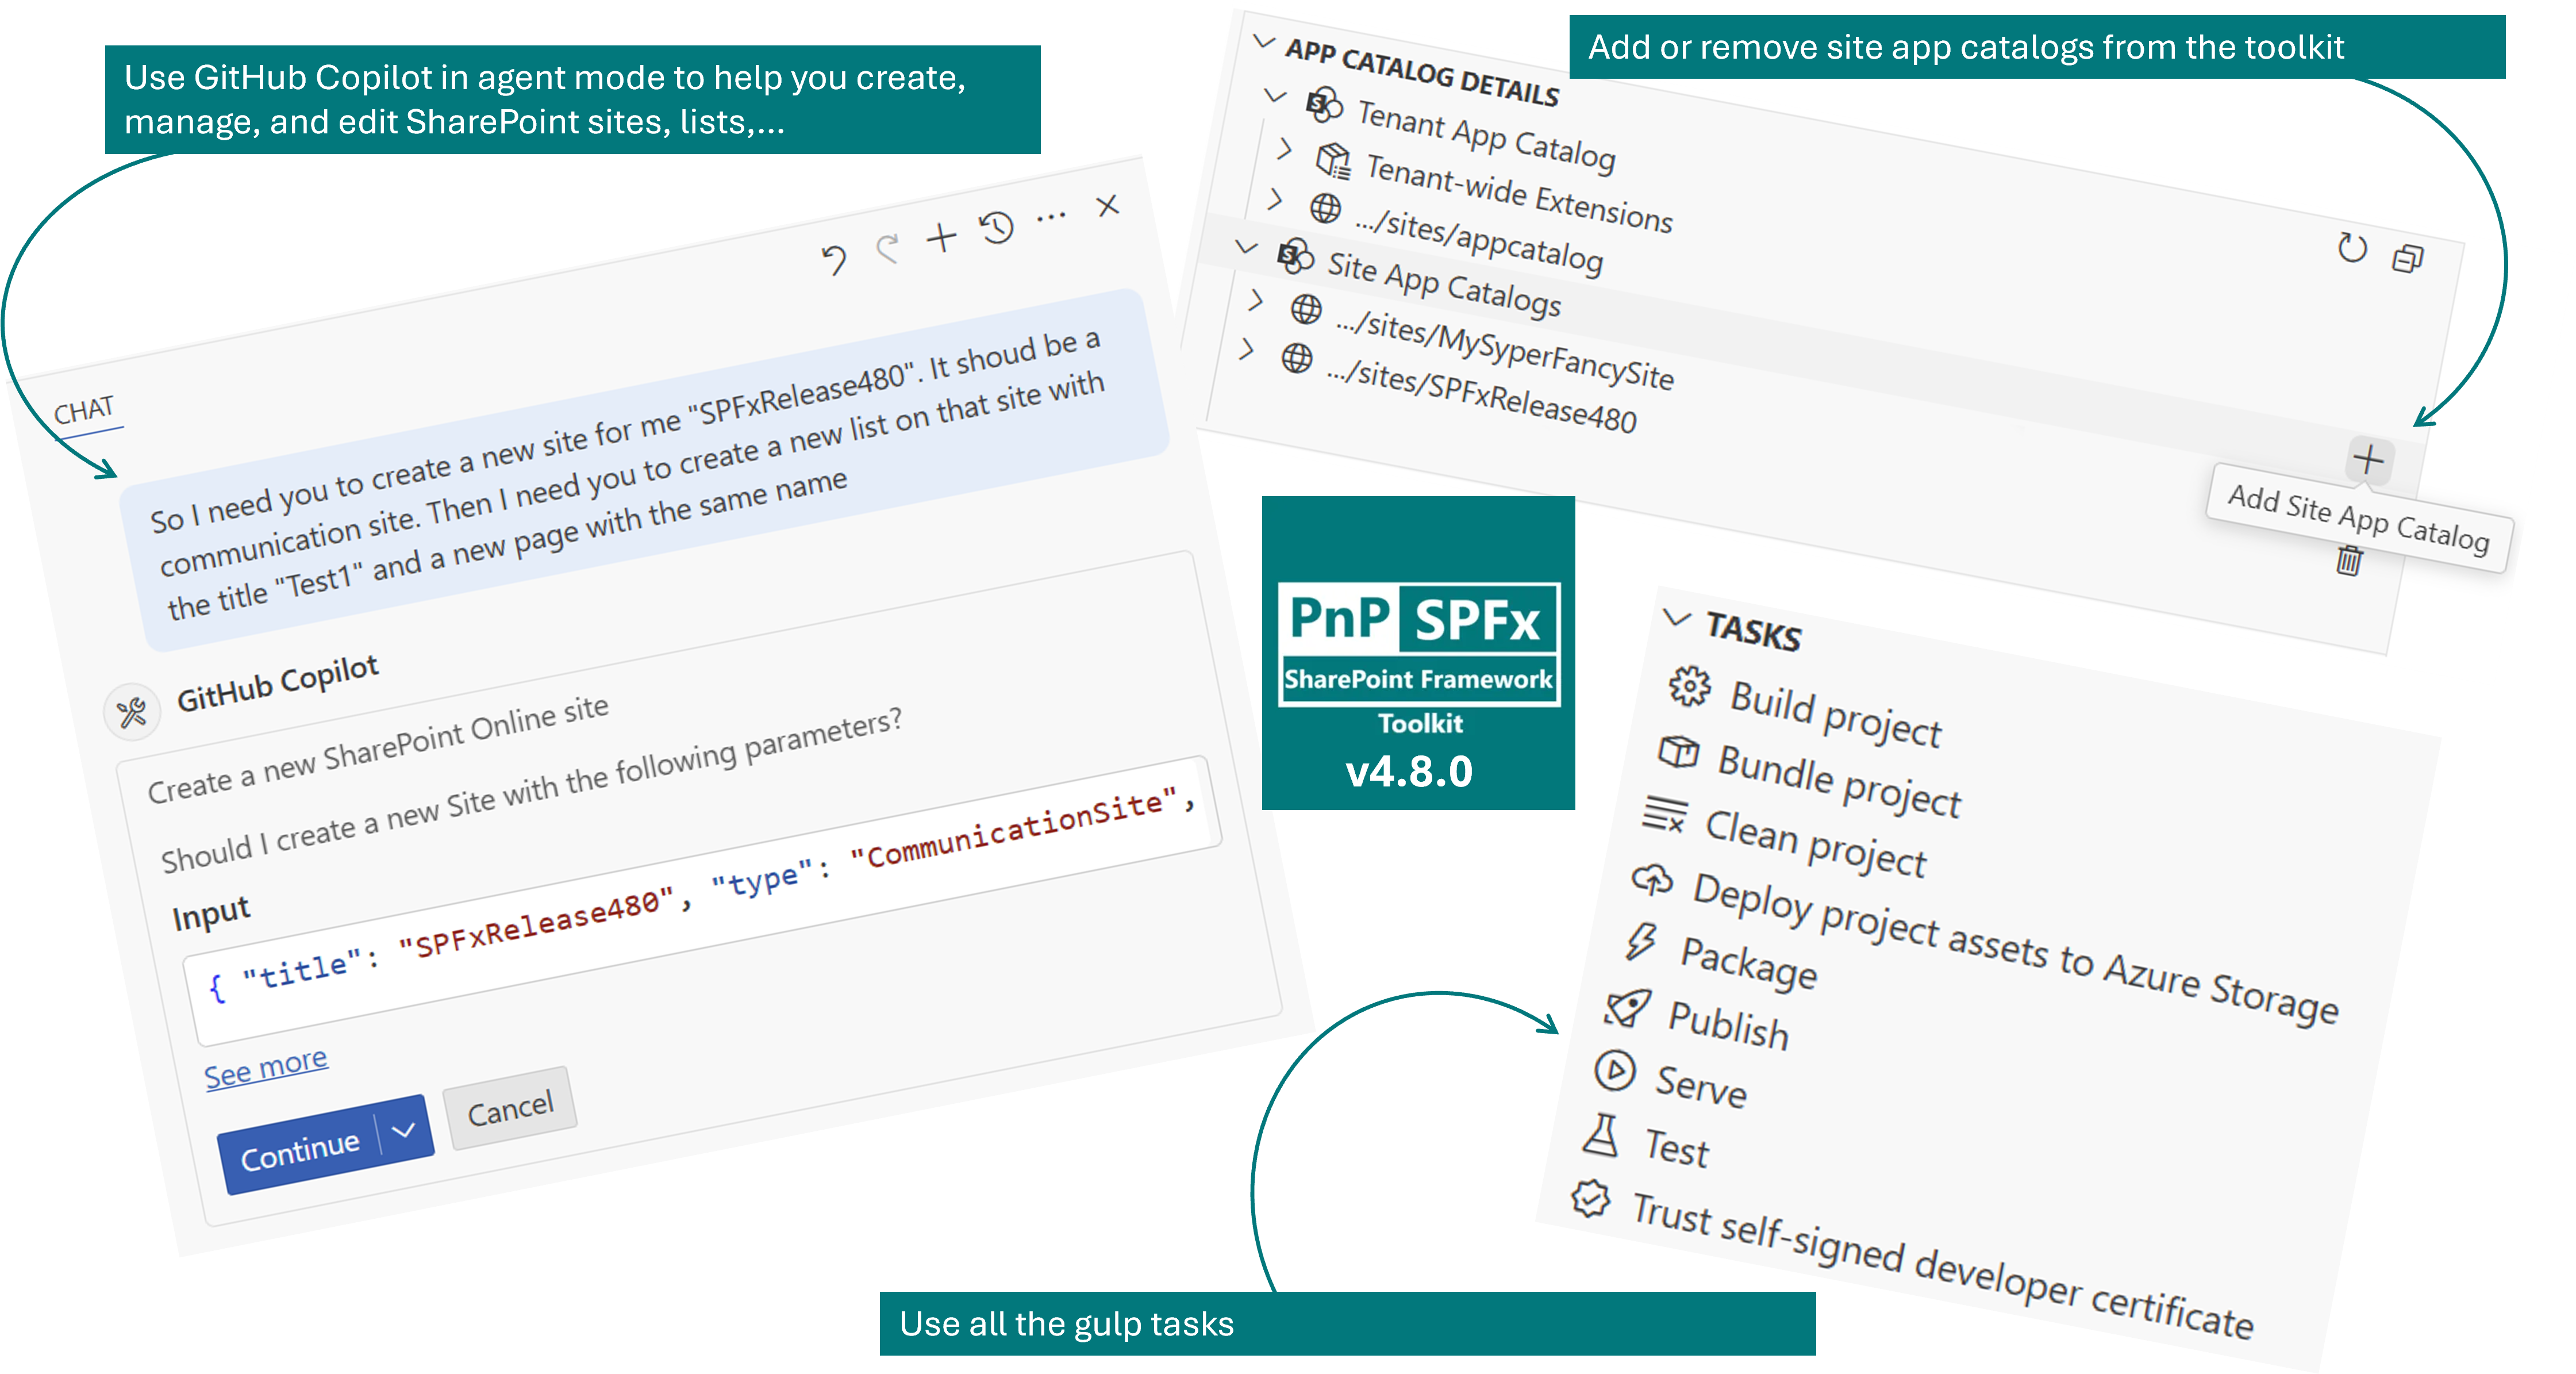 Use GitHub Copilot in agent mode to help you create,
manage, and edit SharePoint sites, lists,...
CHAT
So I need you to create a new site for me "SPFxRelease480". It shoud be a
communication site. Then I need you to create a new list on that site with
the title "Test1" and a new page with the same name
GitHub Copilot
Create a new SharePoint Online site
Should I create a new Site with the following parameters?
Input
{ "title": "SPFxRelease480", "type": "CommunicationSite",
See more
Continue
Cancel
Add or remove site app catalogs from the toolkit
APP CATALOG DETAILS
Tenant App Catalog
Tenant-wide Extensions
.../sites/appcatalog
Site App Catalogs
.../sites/MySyperFancySite
.../sites/SPFxRelease480
Add Site App Catalog
PnP SPFx
SharePoint Framework
Toolkit
v4.8.0
TASKS
Build project
Bundle project
Clean project
Deploy project assets to Azure Storage
Package
Publish
Serve
Test
Trust self-signed developer certificate
Use all the gulp tasks